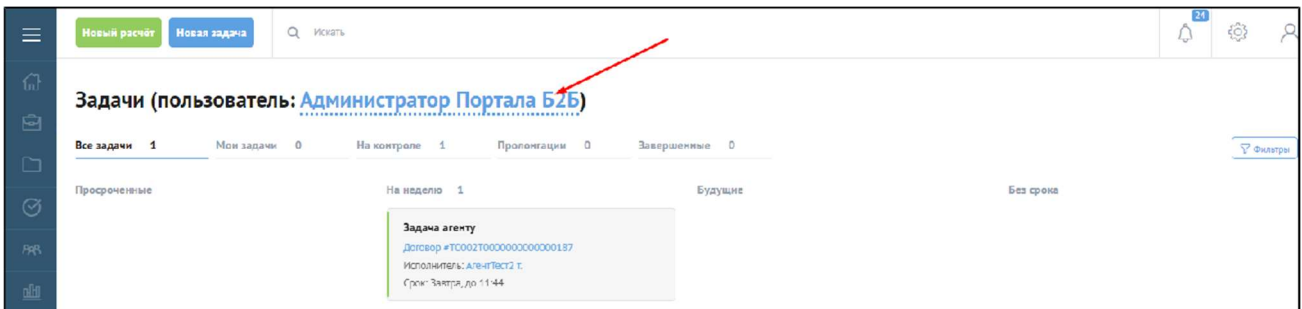 Новый расчёт Новая задача Искать 21
Задачи (пользователь: Администратор Портала Б2Б)
Все задачи 1 Мои задачи 0 На контроле 1 Пролонгации 0 Завершенные 0 Фильтры
Просроченные На неделю 1 Будущие Без срока
Задача агенту
Договор #TC002T0000000000000187
Исполнитель: АгентТест2 т.
Срок: Завтра, до 11:44